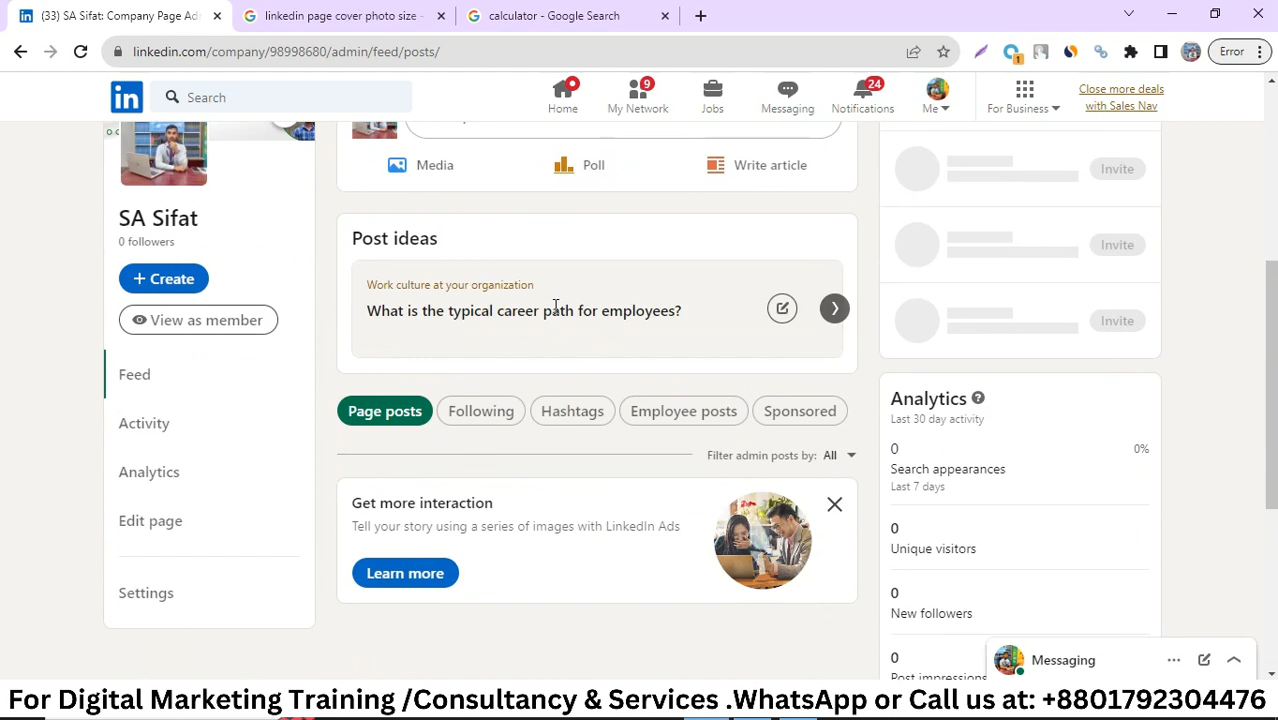 (33) SA Sifat: Company Page Ad
linkedin page cover photo size -
calculator - Google Search
linkedin.com/company/98998680/admin/feed/posts/
1
Error
in
Search
Home
9
My Network
Jobs
Messaging
24
Notifications
Me
For Business
Close more deals
with Sales Nav
Media
Poll
Write article
Invite
Invite
Invite
SA Sifat
0 followers
+ Create
View as member
Feed
Activity
Analytics
Edit page
Settings
Post ideas
Work culture at your organization
What is the typical career path for employees?
Page posts
Following
Hashtags
Employee posts
Sponsored
Filter admin posts by: All
Get more interaction
Tell your story using a series of images with LinkedIn Ads
Learn more
Analytics
Last 30 day activity
0
0%
Search appearances
Last 7 days
0
Unique visitors
0
New followers
0
Post impressions
Messaging
For Digital Marketing Training /Consultancy & Services .WhatsApp or Call us at: +8801792304476